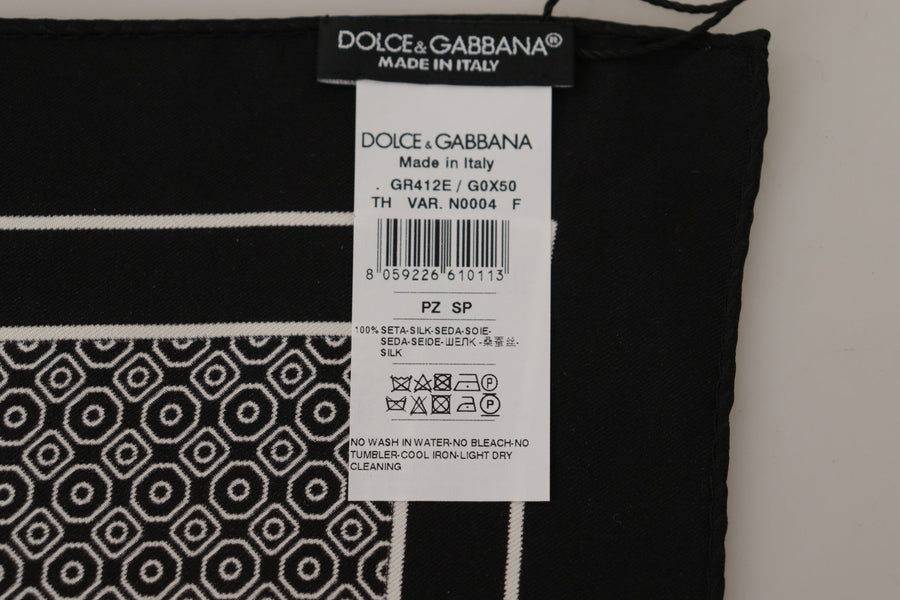 DOLCE & GABBANA®
MADE IN ITALY
DOLCE & GABBANA
Made in Italy
. GR412E / G0X50
TH VAR. N0004 F
8 059226 610113
PZ SP
100% SETA-SILK-SEDA-SOIE-
SEDA-SEIDE-ШЕЛК -桑蚕丝-
SILK
P
P
NO WASH IN WATER-NO BLEACH-NO
TUMBLER-COOL IRON-LIGHT DRY
CLEANING